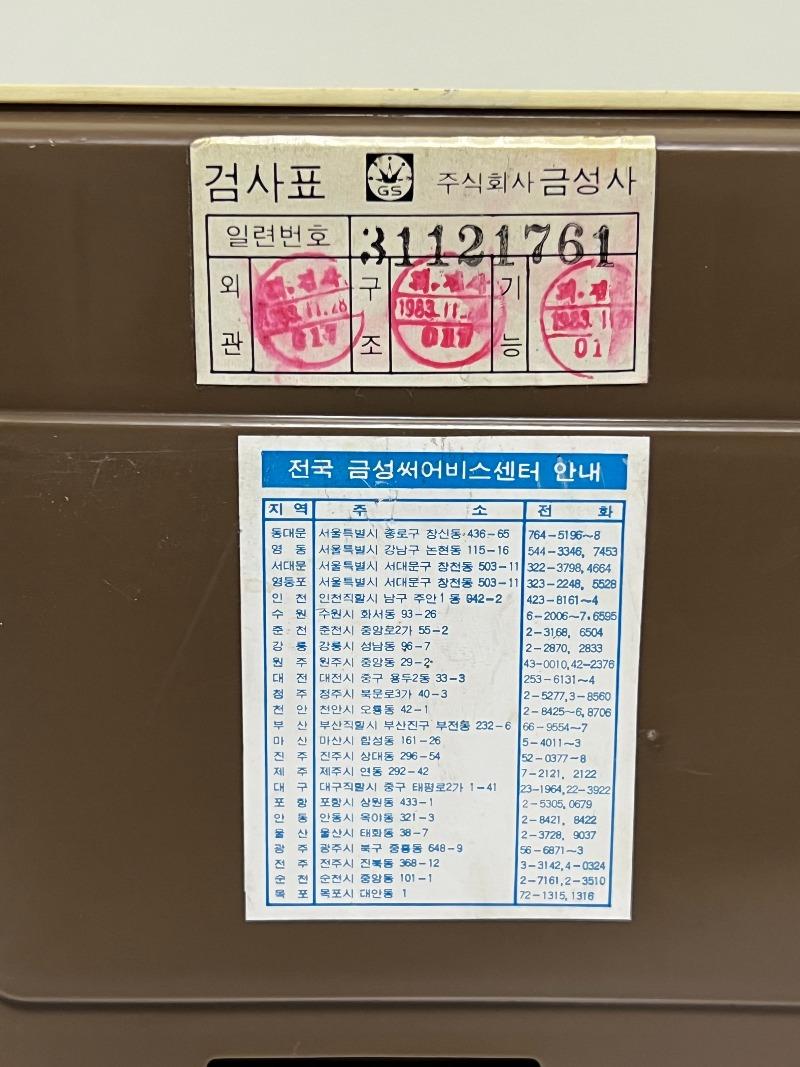 검사표 GS 주식회사 금성사
일련번호 31121761
외관 구조 기능
1983.11.28 1983.11. 1983.11
017 017 01
전국 금성써어비스센터 안내
지역 주소 전화
동대문 서울특별시 종로구 창신동 436-65 764-5196~8
영동 서울특별시 강남구 논현동 115-16 544-3346, 7453
서대문 서울특별시 서대문구 창천동 503-11 322-3798,4664
영등포 서울특별시 서대문구 창천동 503-11 323-2248, 5528
인천 인천직할시 남구 주안1동 942-2 423-8161~4
수원 수원시 화서동 93-26 6-2006~7,6595
춘천 춘천시 중앙로2가 55-2 2-3168, 6504
강릉 강릉시 성남동 96-7 2-2870, 2833
원주 원주시 중앙동 29-2 43-0010,42-2376
대전 대전시 중구 용두2동 33-3 253-6131~4
청주 청주시 북문로3가 40-3 2-5277,3-8560
천안 천안시 오룡동 42-1 2-8425~6,8706
부산 부산직할시 부산진구 부전동 232-6 66-9554~7
마산 마산시 합성동 161-26 5-4011~3
진주 진주시 상대동 296-54 52-0377~8
제주 제주시 연동 292-42 7-2121, 2122
대구 대구직할시 중구 태평로2가 1-41 23-1964,22-3922
포항 포항시 상원동 433-1 2-5305,0679
안동 안동시 옥야동 321-3 2-8421, 8422
울산 울산시 태화동 38-7 2-3728, 9037
광주 광주시 북구 중흥동 648-9 56-6871~3
전주 전주시 진북동 368-12 3-3142,4-0324
순천 순천시 중앙동 101-1 2-7161,2-3510
목포 목포시 대안동 1 72-1315,1316